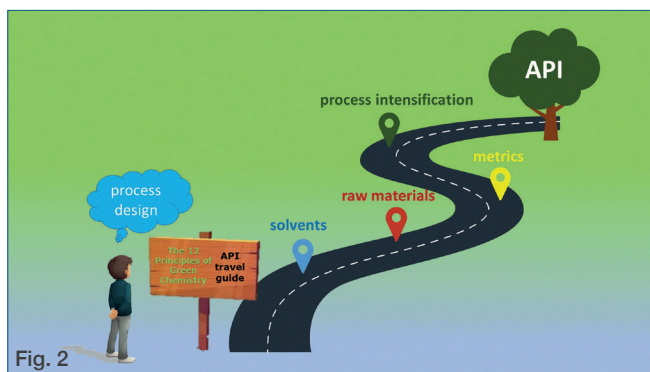 API
process intensification
metrics
process
design
raw materials
solvents
The 12
Principles of
Green
Chemistry
API
travel
guide
Fig. 2